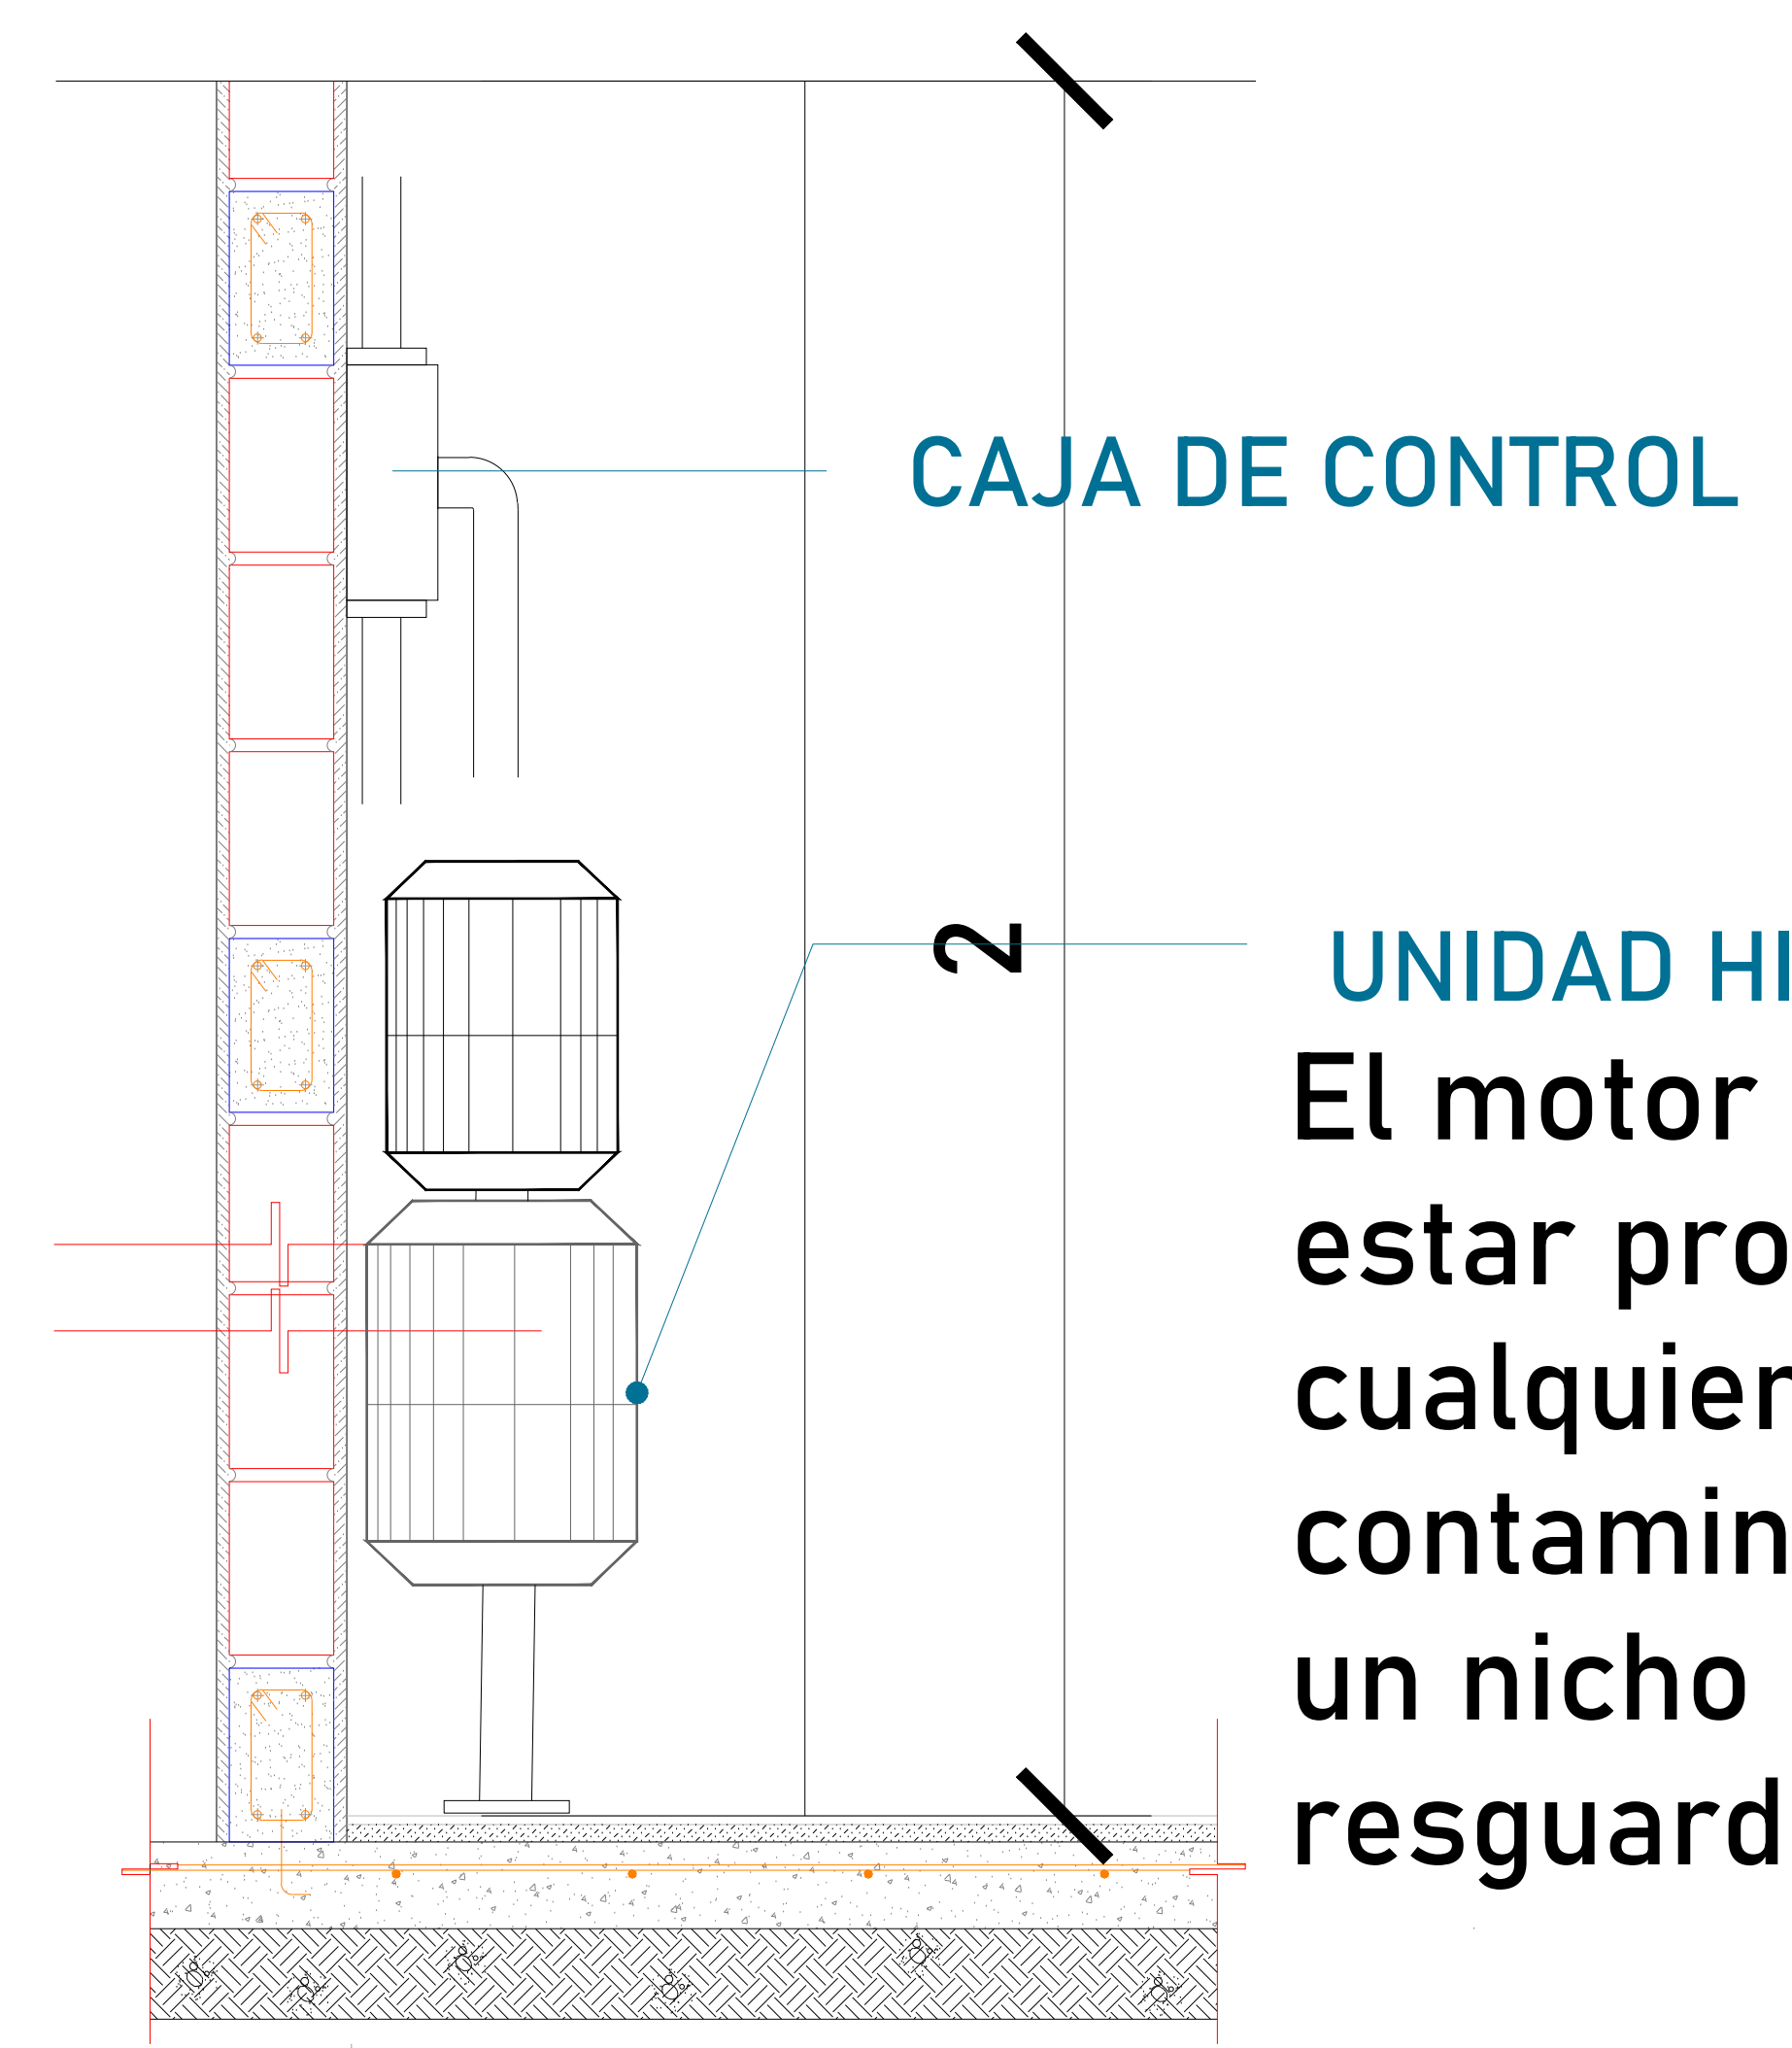 CAJA DE CONTROL
2
UNIDAD HI
El motor
estar pro
cualquier
contamin
un nicho
resguard